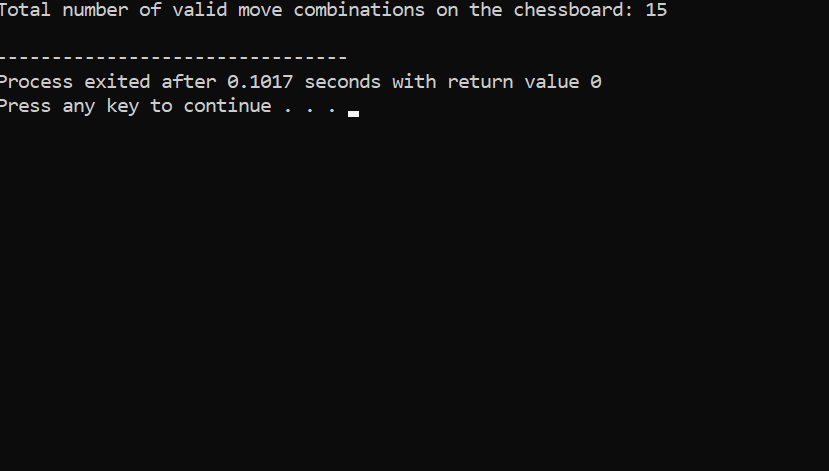 Total number of valid move combinations on the chessboard: 15
--------------------------------
Process exited after 0.1017 seconds with return value 0
Press any key to continue . . .